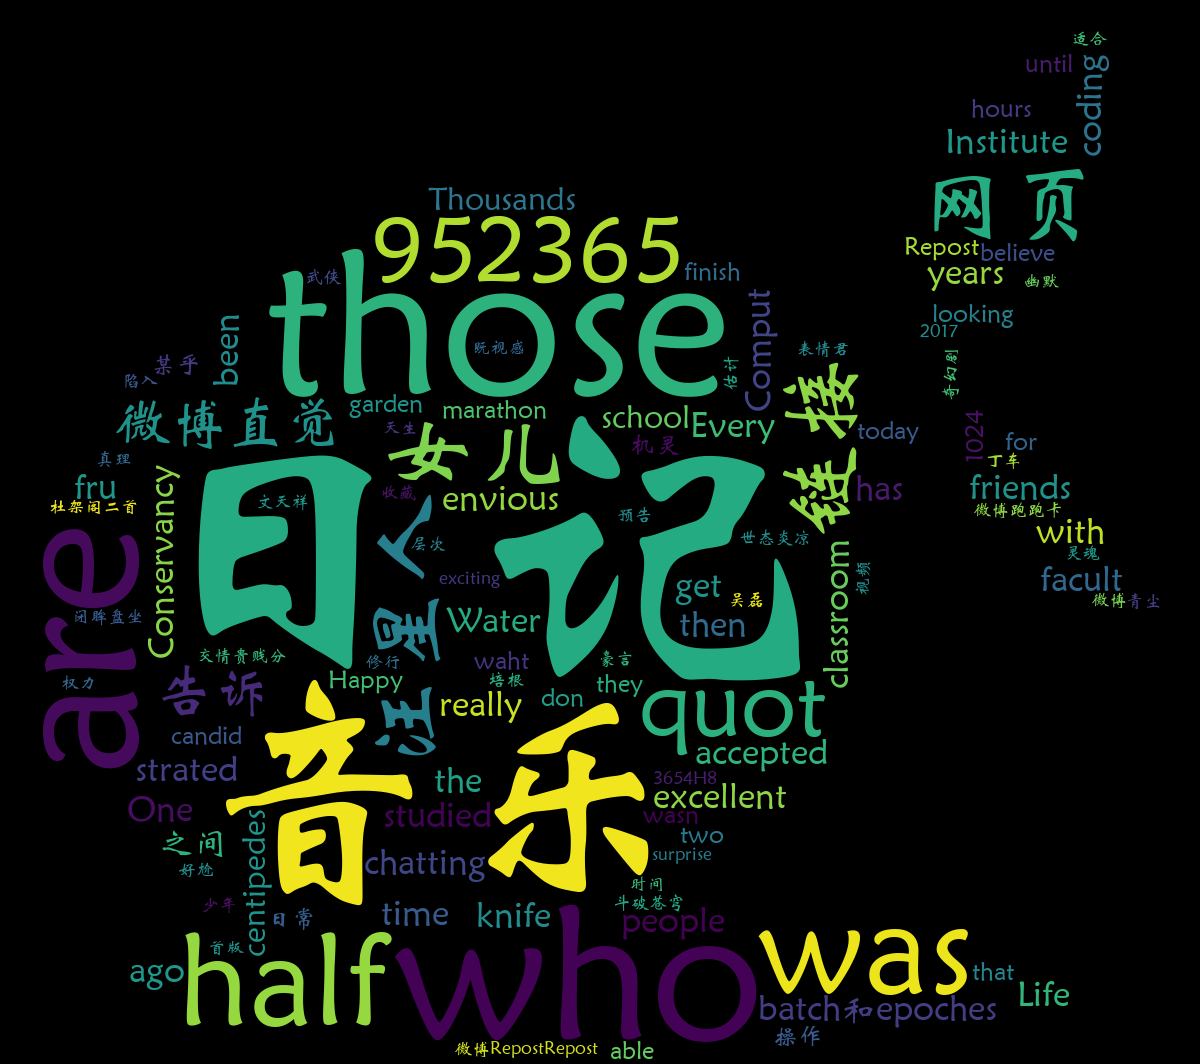 适合
until
coding
hours
Institute
网页
Thousands
952365
Repost
believe
years
幽默
武侠
those
finish
looking
2017
既视感
been
Comput
表情君
奇幻剧
某乎
陷入
估计
链接
微博直觉
garden
marathon
school
Every
today
1024
for
天生
女儿
机灵
真理
日记
丁车
fru
Conservancy
收藏
envious
has
friends
杜架阁二首
文天祥
预告
微博跑跑卡
are
汪星人
层次
世态炎凉
classroom
with
灵魂
exciting
get
视频
facult
闭眸盘坐
Water
then
吴磊
微博
青尘
交情贵贱分
修行
waht
豪言
权力
告诉
Happy
培根
they
音乐
really
don
quot
candid
accepted
strated
the
3654H8
One
excellent
studied
wasn
centipedes
two
之间
chatting
surprise
好尬
时间
少年
日常
time
knife
斗破苍穹
people
首版
half
who
was
ago
that
Life
batch和epoches
操作
微博RepostRepost
able